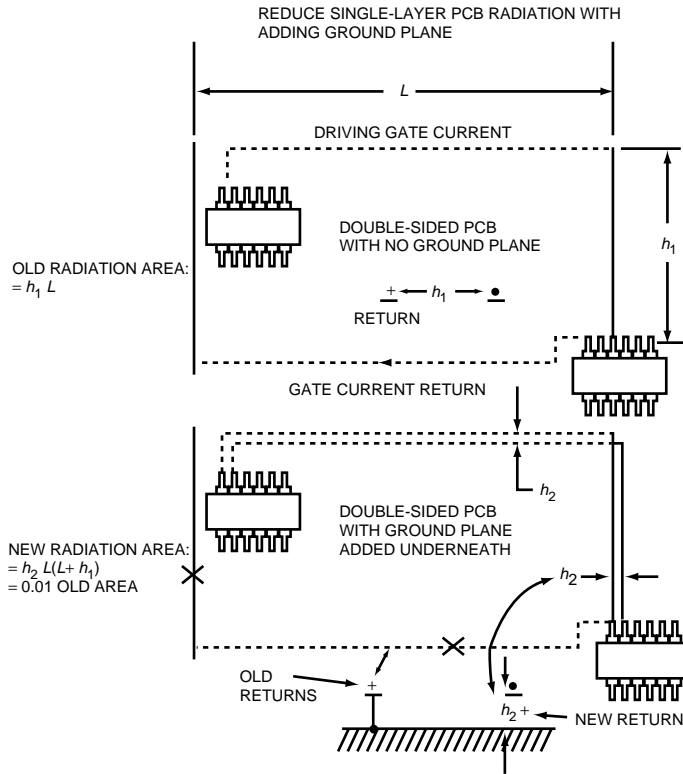 REDUCE SINGLE-LAYER PCB RADIATION WITH
ADDING GROUND PLANE
L
DRIVING GATE CURRENT
DOUBLE-SIDED PCB
WITH NO GROUND PLANE
h₁
OLD RADIATION AREA:
= h₁ L
+ h₁
RETURN
GATE CURRENT RETURN
h₂
DOUBLE-SIDED PCB
WITH GROUND PLANE
ADDED UNDERNEATH
NEW RADIATION AREA:
= h₂ L(L+ h₁)
= 0.01 OLD AREA
h₂
OLD
RETURNS
+
h₂ +
NEW RETURN